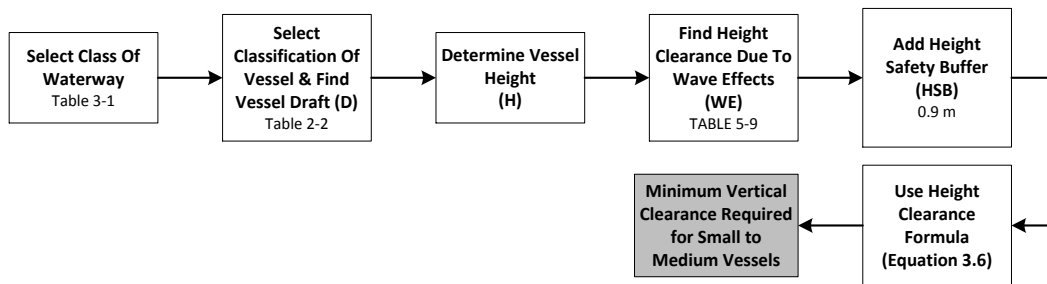 Select Class Of
Waterway
Table 3-1
Select
Classification Of
Vessel & Find
Vessel Draft (D)
Table 2-2
Determine Vessel
Height
(H)
Find Height
Clearance Due To
Wave Effects
(WE)
TABLE 5-9
Add Height
Safety Buffer
(HSB)
0.9 m
Use Height
Clearance
Formula
(Equation 3.6)
Minimum Vertical
Clearance Required
for Small to
Medium Vessels